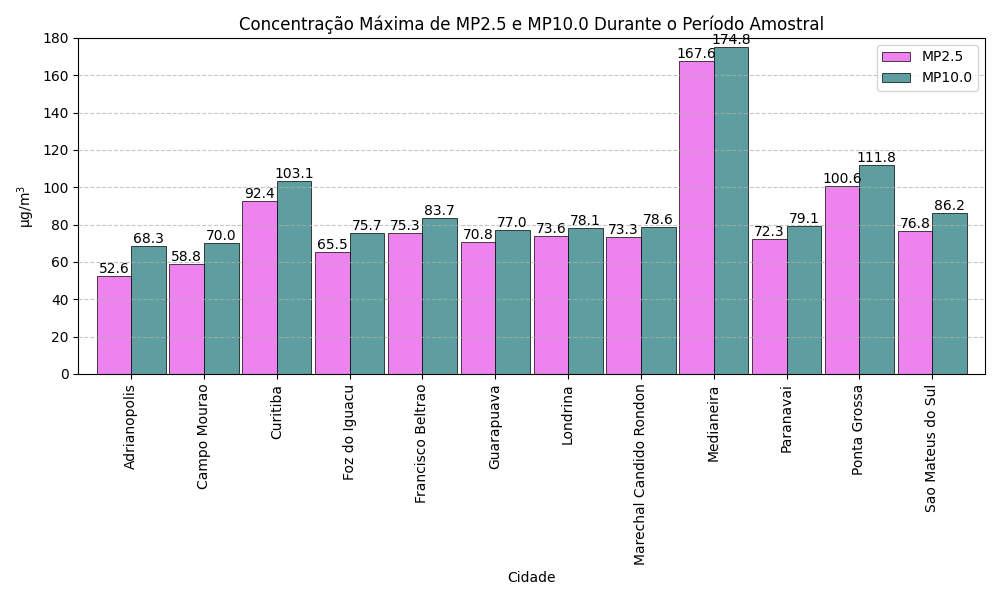 Concentração Máxima de MP2.5 e MP10.0 Durante o Período Amostral
MP2.5
MP10.0
µg/m³
180
160
140
120
100
80
60
40
20
0
52.6
68.3
58.8
70.0
92.4
103.1
65.5
75.7
75.3
83.7
70.8
77.0
73.6
78.1
73.3
78.6
167.6
174.8
72.3
79.1
100.6
111.8
76.8
86.2
Adrianopolis
Campo Mourao
Curitiba
Foz do Iguacu
Francisco Beltrao
Guarapuava
Londrina
Marechal Candido Rondon
Medianeira
Paranavai
Ponta Grossa
Sao Mateus do Sul
Cidade